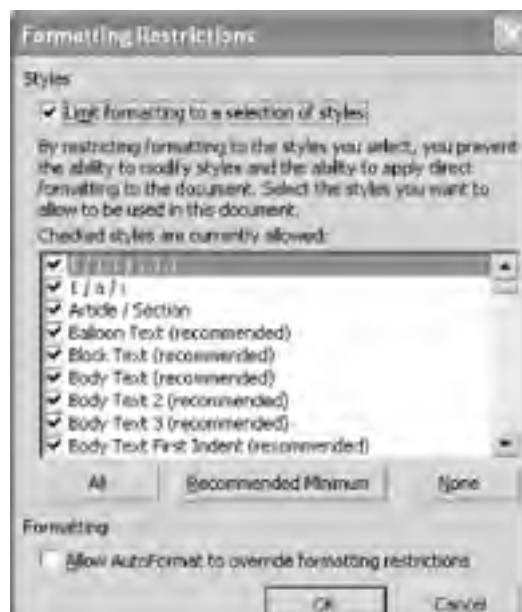 Formatting Restrictions
Styles
Limit formatting to a selection of styles
By restricting formatting to the styles you select, you prevent
the ability to modify styles and the ability to apply direct
formatting to the document. Select the styles you want to
allow to be used in this document.
Checked styles are currently allowed:
1 / a / i
Article / Section
Balloon Text (recommended)
Block Text (recommended)
Body Text (recommended)
Body Text 2 (recommended)
Body Text 3 (recommended)
Body Text First Indent (recommended)
All Recommended Minimum None
Formatting
Allow AutoFormat to override formatting restrictions
OK Cancel